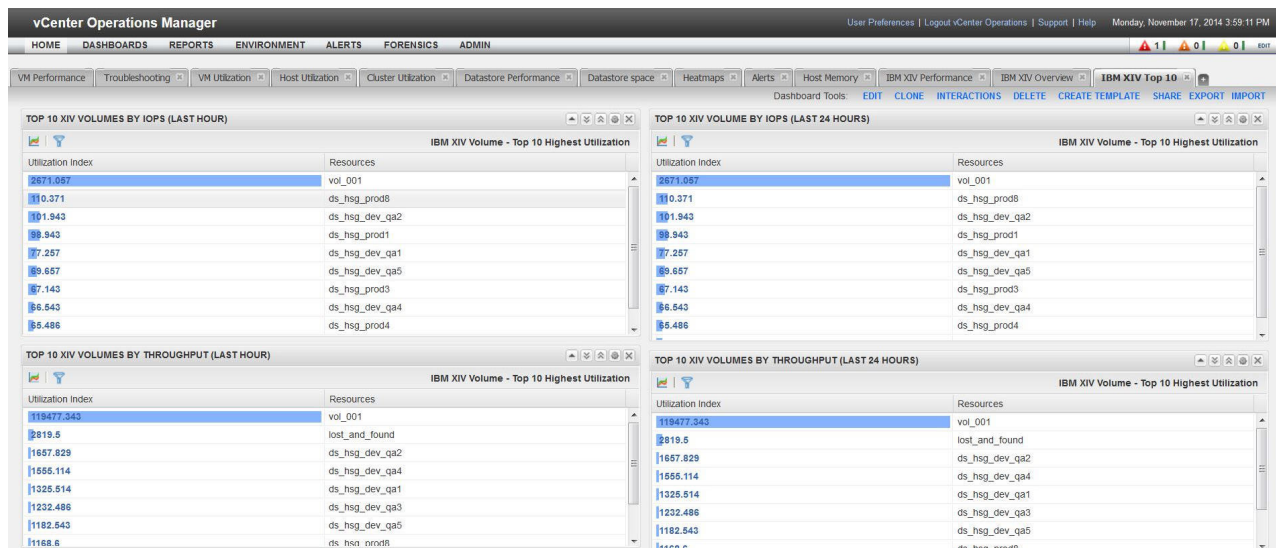 vCenter Operations Manager
User Preferences | Logout vCenter Operations | Support | Help Monday, November 17, 2014 3:59:11 PM
HOME DASHBOARDS REPORTS ENVIRONMENT ALERTS FORENSICS ADMIN
1 0 0 EDIT
VM Performance Troubleshooting VM Utilization Host Utilization Cluster Utilization Datastore Performance Datastore space Heatmaps Alerts Host Memory IBM XIV Performance IBM XIV Overview IBM XIV Top 10
Dashboard Tools: EDIT CLONE INTERACTIONS DELETE CREATE TEMPLATE SHARE EXPORT IMPORT
TOP 10 XIV VOLUMES BY IOPS (LAST HOUR)
IBM XIV Volume - Top 10 Highest Utilization
Utilization Index Resources
2671.057 vol_001
110.371 ds_hsg_prod8
101.943 ds_hsg_dev_qa2
98.943 ds_hsg_prod1
77.257 ds_hsg_dev_qa1
69.657 ds_hsg_dev_qa5
67.143 ds_hsg_prod3
66.543 ds_hsg_dev_qa4
65.486 ds_hsg_prod4
TOP 10 XIV VOLUME BY IOPS (LAST 24 HOURS)
IBM XIV Volume - Top 10 Highest Utilization
Utilization Index Resources
2671.057 vol_001
110.371 ds_hsg_prod8
101.943 ds_hsg_dev_qa2
98.943 ds_hsg_prod1
77.257 ds_hsg_dev_qa1
69.657 ds_hsg_dev_qa5
67.143 ds_hsg_prod3
66.543 ds_hsg_dev_qa4
65.486 ds_hsg_prod4
TOP 10 XIV VOLUMES BY THROUGHPUT (LAST HOUR)
IBM XIV Volume - Top 10 Highest Utilization
Utilization Index Resources
119477.343 vol_001
2819.5 lost_and_found
1657.829 ds_hsg_dev_qa2
1555.114 ds_hsg_dev_qa4
1325.514 ds_hsg_dev_qa1
1232.486 ds_hsg_dev_qa3
1182.543 ds_hsg_dev_qa5
1168.6 ds_hsg_prod8
TOP 10 XIV VOLUMES BY THROUGHPUT (LAST 24 HOURS)
IBM XIV Volume - Top 10 Highest Utilization
Utilization Index Resources
119477.343 vol_001
2819.5 lost_and_found
1657.829 ds_hsg_dev_qa2
1555.114 ds_hsg_dev_qa4
1325.514 ds_hsg_dev_qa1
1232.486 ds_hsg_dev_qa3
1182.543 ds_hsg_dev_qa5